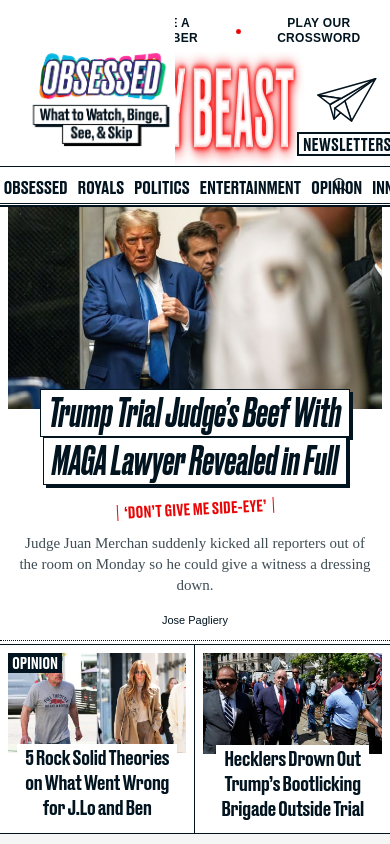 E A
BER
PLAY OUR
CROSSWORD
OBSESSED
What to Watch, Binge,
See, & Skip
Y BEAST
NEWSLETTERS
OBSESSED ROYALS POLITICS ENTERTAINMENT OPINION INN
Trump Trial Judge's Beef With
MAGA Lawyer Revealed in Full
'DON'T GIVE ME SIDE-EYE'
Judge Juan Merchan suddenly kicked all reporters out of
the room on Monday so he could give a witness a dressing
down.
Jose Pagliery
OPINION
5 Rock Solid Theories
on What Went Wrong
for J.Lo and Ben
Hecklers Drown Out
Trump's Bootlicking
Brigade Outside Trial